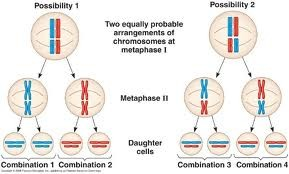 Possibility 1
Possibility 2
Two equally probable
arrangements of
chromosomes at
metaphase I
Metaphase II
Daughter
cells
Combination 1
Combination 2
Combination 3
Combination 4